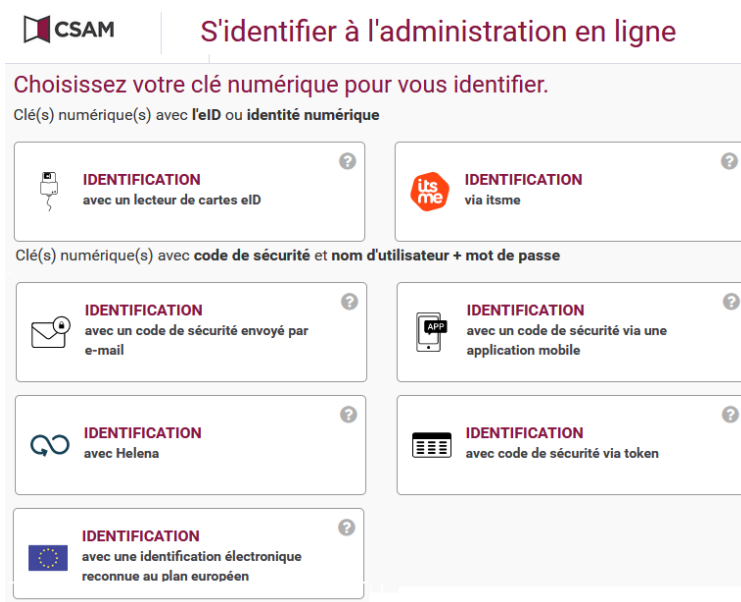 CSAM
S'identifier à l'administration en ligne
Choisissez votre clé numérique pour vous identifier.
Clé(s) numérique(s) avec l'eID ou identité numérique
?
IDENTIFICATION
avec un lecteur de cartes eID
?
its
me
IDENTIFICATION
via itsme
Clé(s) numérique(s) avec code de sécurité et nom d'utilisateur + mot de passe
?
IDENTIFICATION
avec un code de sécurité envoyé par
e-mail
?
APP
IDENTIFICATION
avec un code de sécurité via une
application mobile
?
IDENTIFICATION
avec Helena
?
IDENTIFICATION
avec code de sécurité via token
?
IDENTIFICATION
avec une identification électronique
reconnue au plan européen